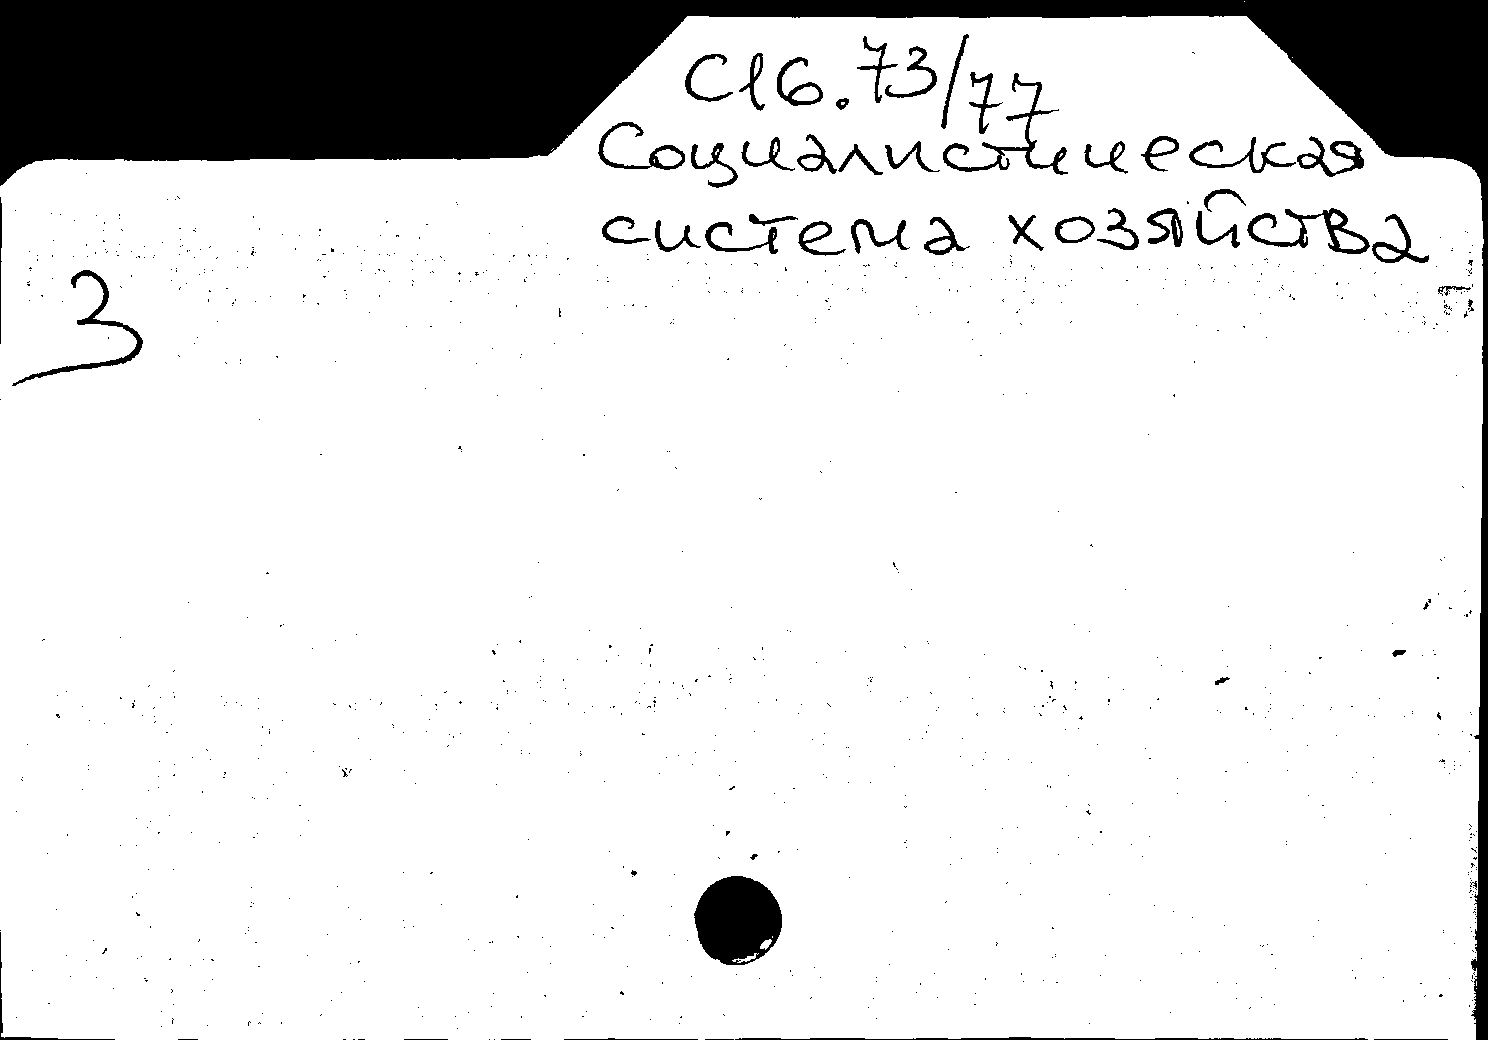 С16.73/77
Социалистическая
система хозяйства
3